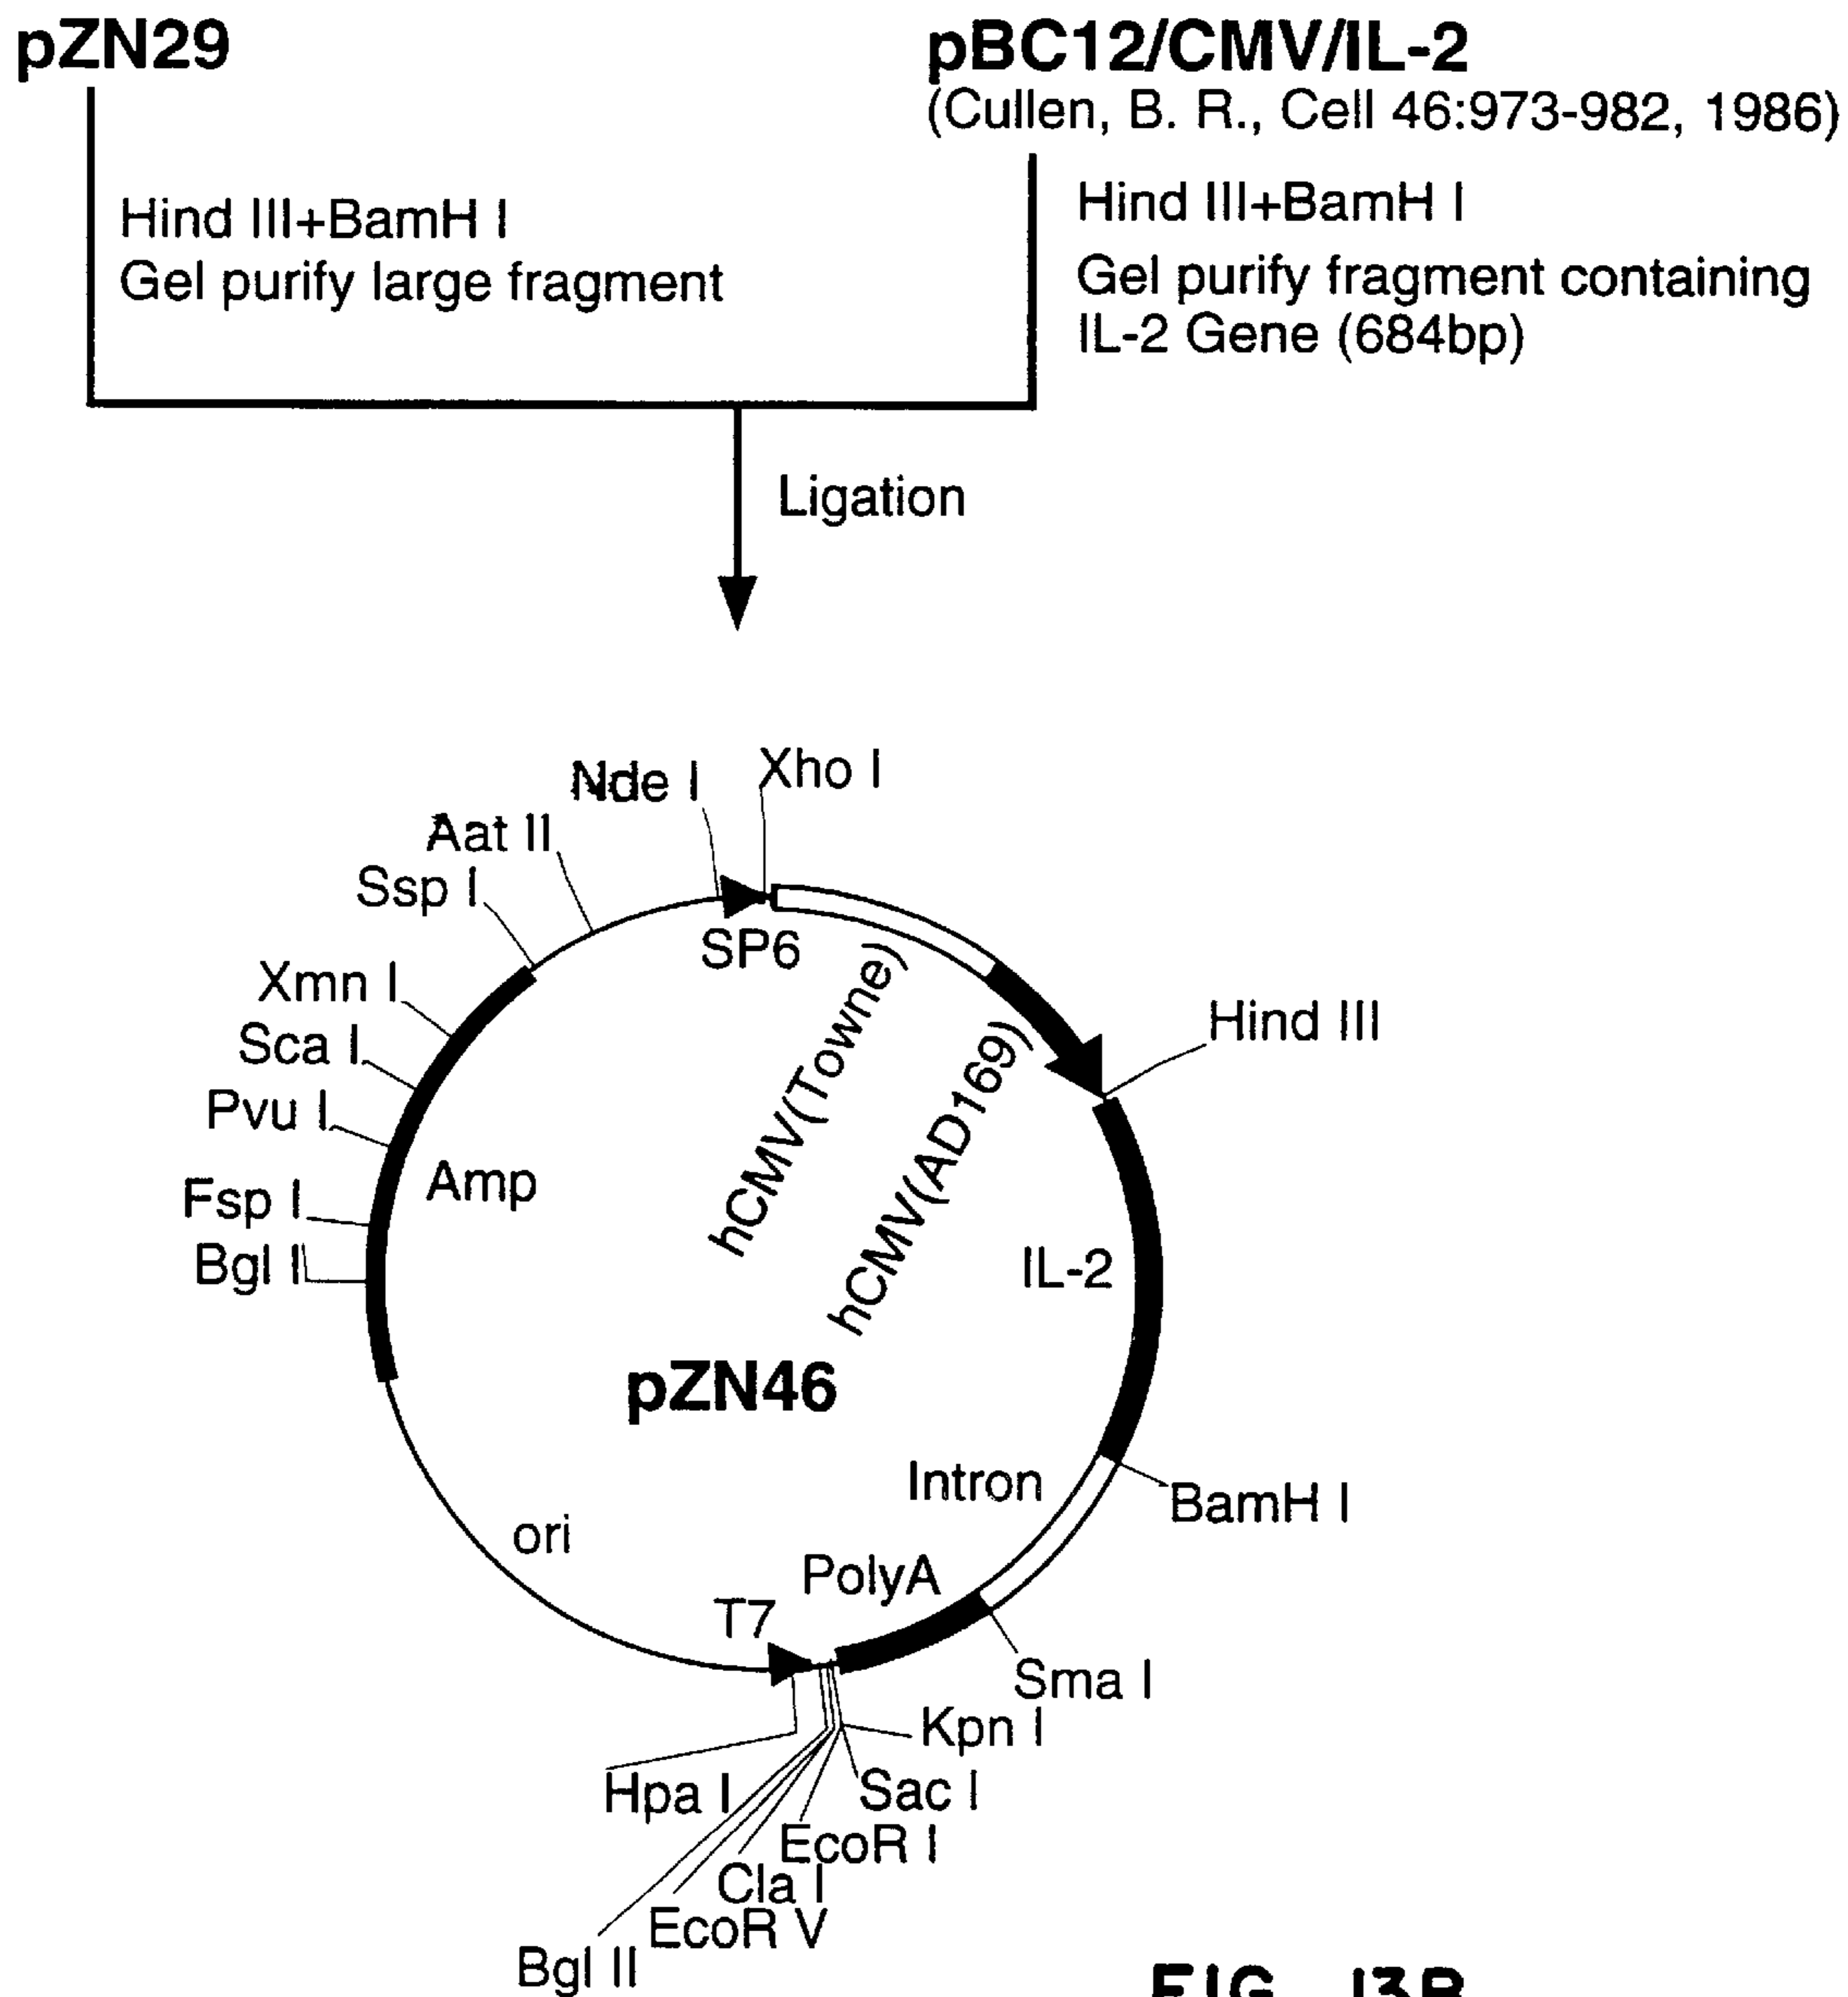 pZN29
pBC12/CMV/IL-2
(Cullen, B. R., Cell 46:973-982, 1986)
Hind III+BamH I
Gel purify large fragment
Hind III+BamH I
Gel purify fragment containing
IL-2 Gene (684bp)
Ligation
Nde I
Xho I
Aat II
Ssp I
SP6
Xmn I
Sca I
Pvu I
Fsp I
Bgl I
Amp
hCMV(Towne)
hCMV(AD169)
Hind III
IL-2
pZN46
Intron
BamH I
ori
PolyA
T7
Sma I
Kpn I
Hpa I
Sac I
EcoR I
Cla I
EcoR V
Bgl II